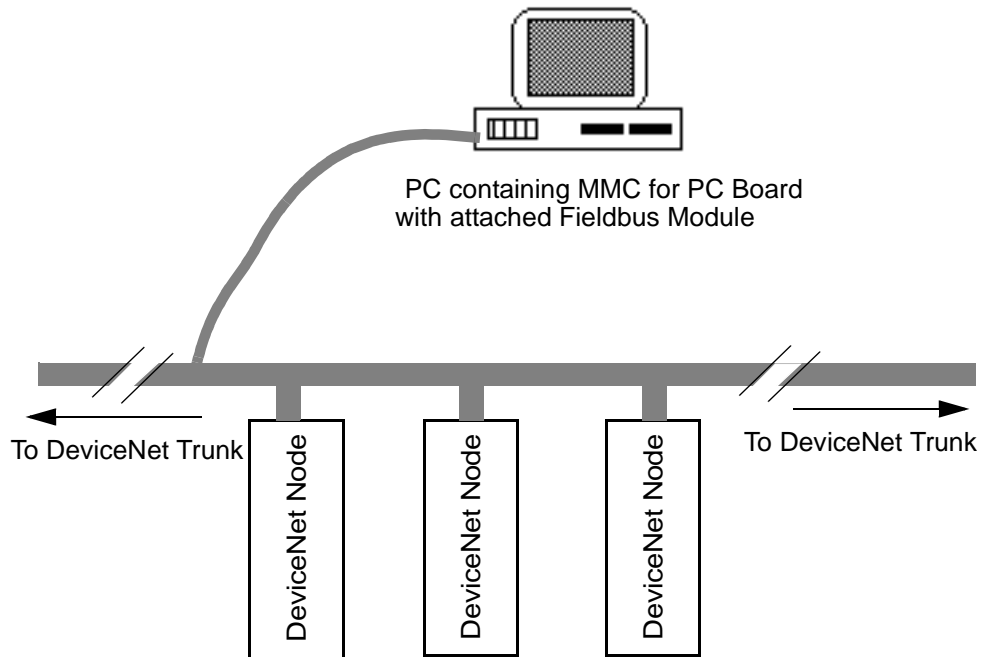 PC containing MMC for PC Board
with attached Fieldbus Module
To DeviceNet Trunk
To DeviceNet Trunk
DeviceNet Node
DeviceNet Node
DeviceNet Node